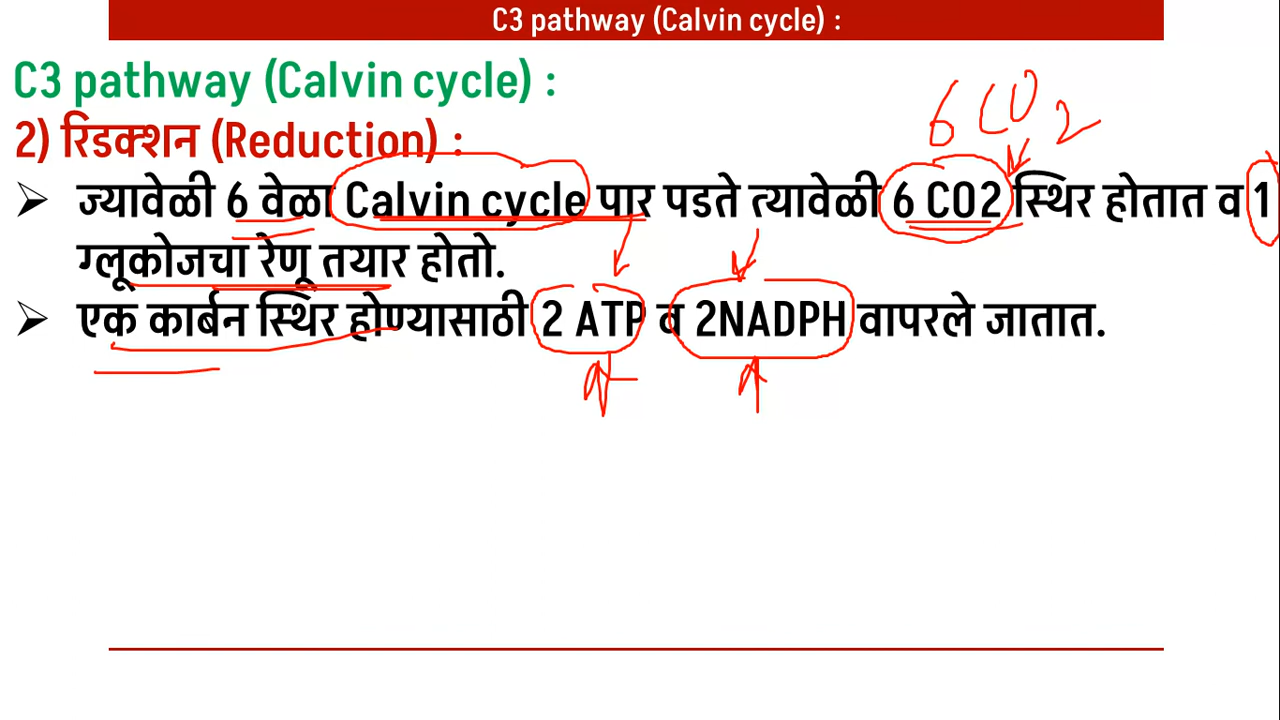 C3 pathway (Calvin cycle) :
C3 pathway (Calvin cycle) :
6 CO2
2) रिडक्शन (Reduction) :
➤ ज्यावेळी 6 वेळा Calvin cycle पार पडते त्यावेळी 6 CO2 स्थिर होतात व 1
ग्लूकोजचा रेणू तयार होतो.
➤ एक कार्बन स्थिर होण्यासाठी 2 ATP व 2NADPH वापरले जातात.